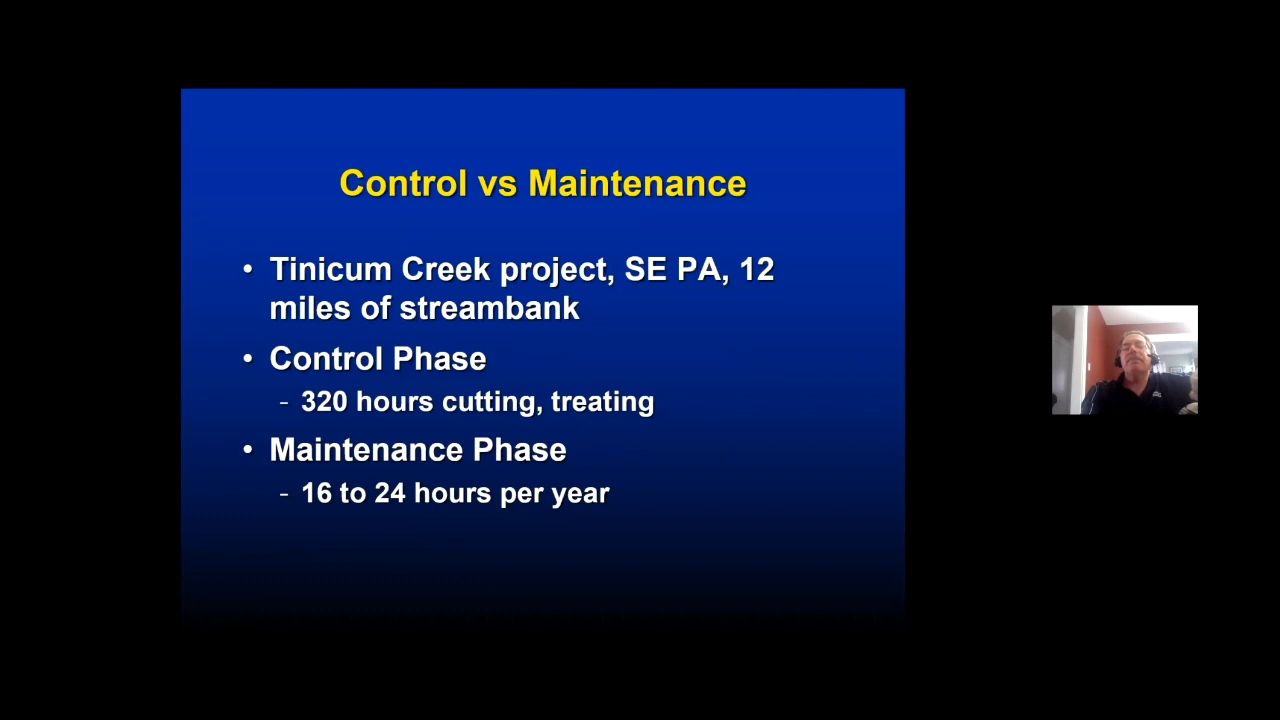 Control vs Maintenance
• Tinicum Creek project, SE PA, 12
miles of streambank
• Control Phase
- 320 hours cutting, treating
• Maintenance Phase
- 16 to 24 hours per year